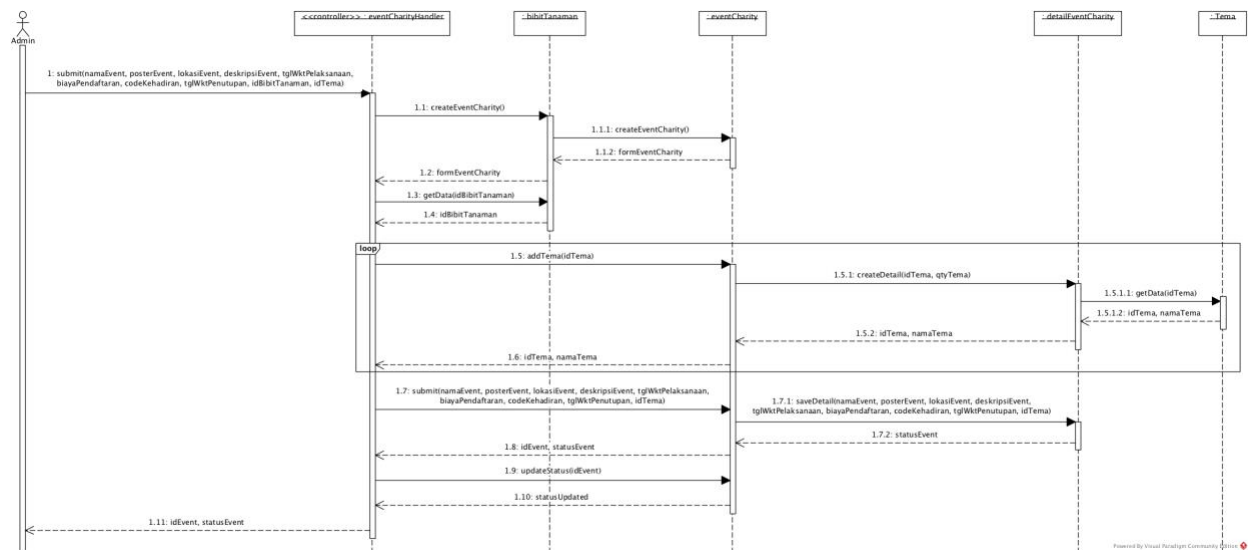 <<controller>> : eventCharityHandler
: bibitTanaman
: eventCharity
: detailEventCharity
: Tema
Admin
1: submit(namaEvent, posterEvent, lokasiEvent, deskripsiEvent, tglWktPelaksanaan,
biayaPendaftaran, codeKehadiran, tglWktPenutupan, idBibitTanaman, idTema)
1.1: createEventCharity()
1.1.1: createEventCharity()
1.1.2: formEventCharity
1.2: formEventCharity
1.3: getData(idBibitTanaman)
1.4: idBibitTanaman
loop
1.5: addTema(idTema)
1.5.1: createDetail(idTema, qtyTema)
1.5.1.1: getData(idTema)
1.5.1.2: idTema, namaTema
1.5.2: idTema, namaTema
1.6: idTema, namaTema
1.7: submit(namaEvent, posterEvent, lokasiEvent, deskripsiEvent, tglWktPelaksanaan,
biayaPendaftaran, codeKehadiran, tglWktPenutupan, idTema)
1.7.1: saveDetail(namaEvent, posterEvent, lokasiEvent, deskripsiEvent,
tglWktPelaksanaan, biayaPendaftaran, codeKehadiran, tglWktPenutupan, idTema)
1.7.2: statusEvent
1.8: idEvent, statusEvent
1.9: updateStatus(idEvent)
1.10: statusUpdated
1.11: idEvent, statusEvent
Powered By Visual Paradigm Community Edition